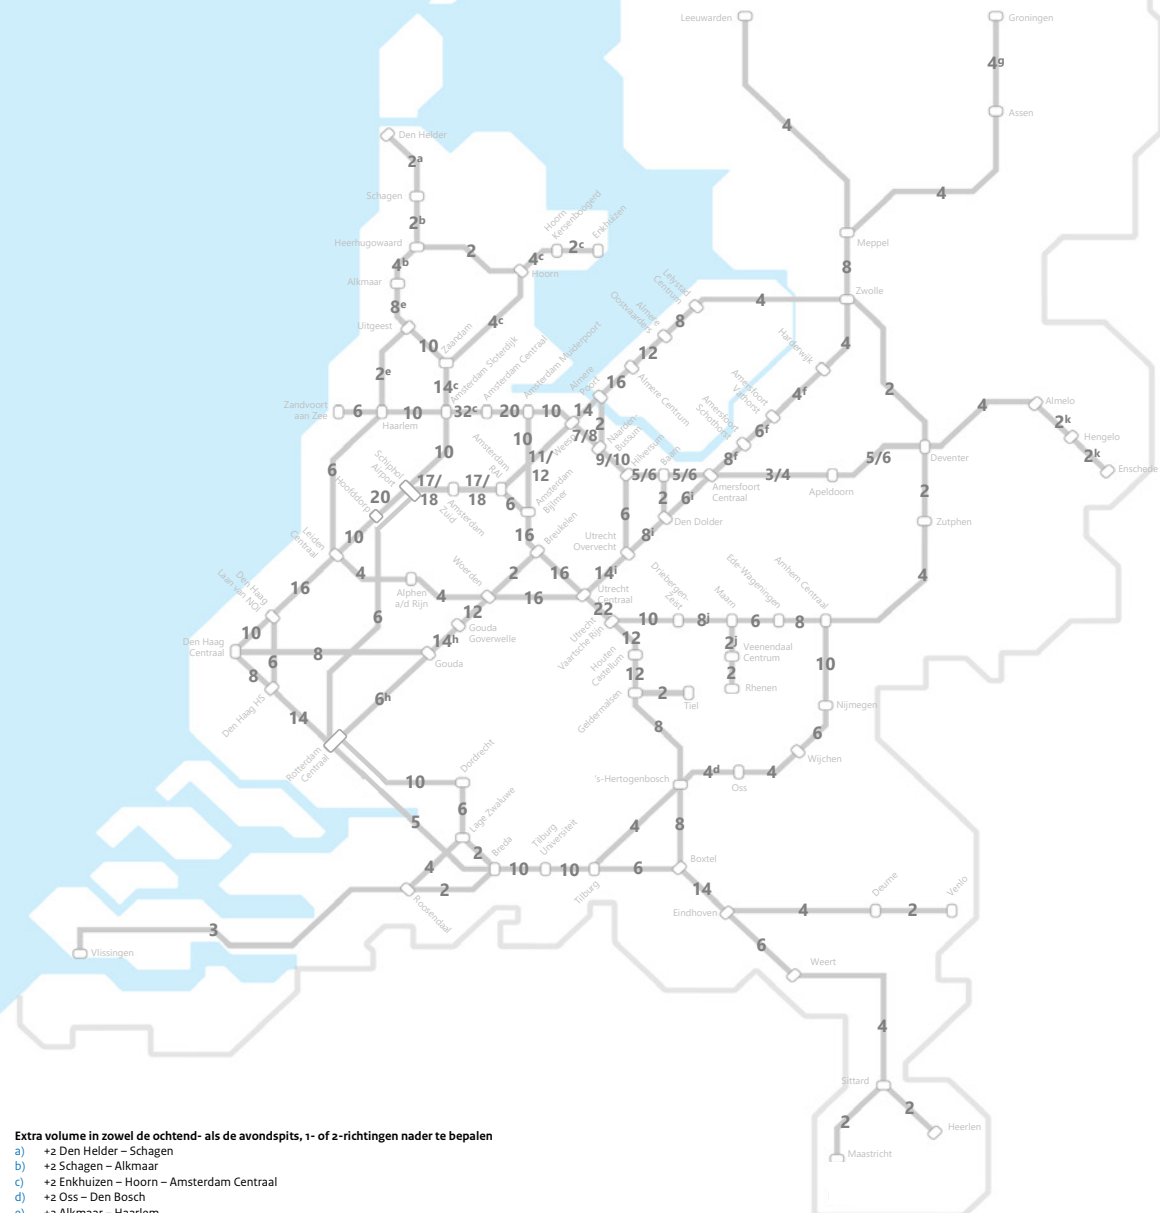 Leeuwarden
Groningen
4g
Assen
4
4
Den Helder
2a
Schagen
2b
Heerhugowaard
2
4b
Alkmaar
8e
Uitgeest
Hoorn
Kersenboogerd
Enkhuizen
4c
2c
Hoorn
4c
Meppel
8
Zwolle
4
4
2
Lelystad
Centrum
8
Almere
Oostvaarders
12
Almere Centrum
16
Almere
Poort
Harderwijk
4f
Amersfoort
Vathorst
6f
Amersfoort
Schothorst
8f
10
Zaandam
2e
14c
Amsterdam Sloterdijk
Amsterdam Centraal
Amsterdam Muiderpoort
Zandvoort
aan Zee
6
Haarlem
10
32c
20
10
14
2
Weesp
7/8
Naarden-
Bussum
9/10
Hilversum
5/6
Baarn
5/6
Amersfoort
Centraal
3/4
Apeldoorn
5/6
Deventer
4
Almelo
2k
Hengelo
2k
Enschede
10
10
11/
12
Amsterdam
RAI
6
Schiphol
Airport
17/
18
17/
18
Amsterdam
Zuid
Amsterdam
Bijlmer
6
20
Hoofddorp
10
Leiden
Centraal
16
Breukelen
6
2
Den Dolder
6i
8i
Utrecht
Overvecht
14i
2
Zutphen
4
16
4
Alphen
a/d Rijn
4
Woerden
2
16
16
Utrecht
Centraal
22
Utrecht
Vaartsche Rijn
10
Driebergen-
Zeist
8j
Maarn
6
Ede-Wageningen
8
Arnhem Centraal
Den Haag
Laan van NOI
10
Den Haag
Centraal
8
6
8
Den Haag HS
14
6
12
Gouda
Goverwelle
14h
Gouda
6h
12
Houten
Castellum
12
Geldermalsen
2
Tiel
8
2j
Veenendaal
Centrum
2
Rhenen
10
Nijmegen
6
Wijchen
4
Oss
4d
's-Hertogenbosch
Rotterdam
Centraal
10
Dordrecht
6
Lage Zwaluwe
5
2
Breda
4
2
Roosendaal
10
Tilburg
Universiteit
10
Tilburg
4
6
8
Boxtel
14
Eindhoven
4
Deurne
2
Venlo
3
Vlissingen
6
Weert
4
Sittard
2
2
Heerlen
Maastricht
Extra volume in zowel de ochtend- als de avondspits, 1- of 2-richtingen nader te bepalen
a) +2 Den Helder – Schagen
b) +2 Schagen – Alkmaar
c) +2 Enkhuizen – Hoorn – Amsterdam Centraal
d) +2 Oss – Den Bosch
e) +2 Alkmaar – Haarlem